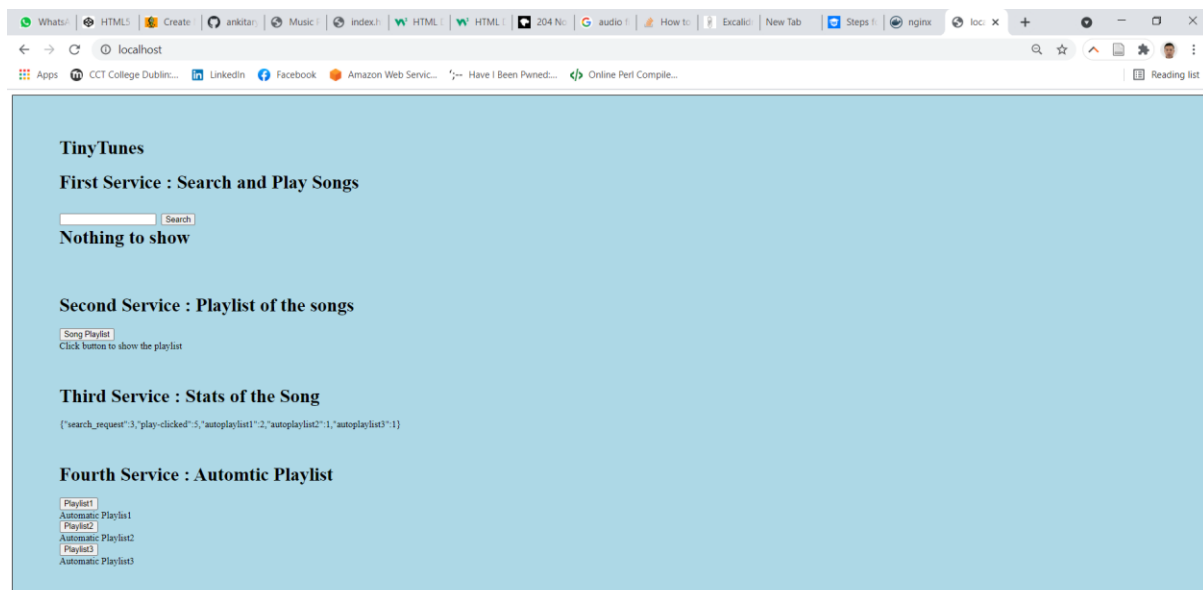 WhatsA HTML5 Create ankitar Music index.h HTML HTML 204 No audio f How to Excalid New Tab Steps f nginx loc
localhost
Apps CCT College Dublin:... LinkedIn Facebook Amazon Web Servic... ';-- Have I Been Pwned:... Online Perl Compile... Reading list
TinyTunes
First Service : Search and Play Songs
Search
Nothing to show
Second Service : Playlist of the songs
Song Playlist
Click button to show the playlist
Third Service : Stats of the Song
{"search_request":3,"play-clicked":5,"autoplaylist1":2,"autoplaylist2":1,"autoplaylist3":1}
Fourth Service : Automtic Playlist
Playlist1
Automatic Playlis1
Playlist2
Automatic Playlist2
Playlist3
Automatic Playlist3